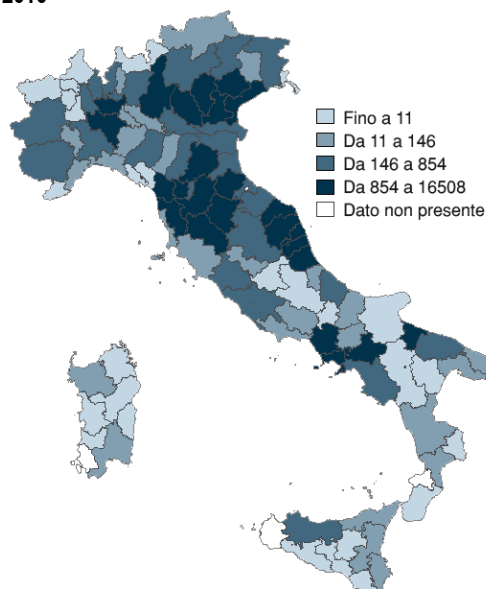 Fino a 11
Da 11 a 146
Da 146 a 854
Da 854 a 16508
Dato non presente